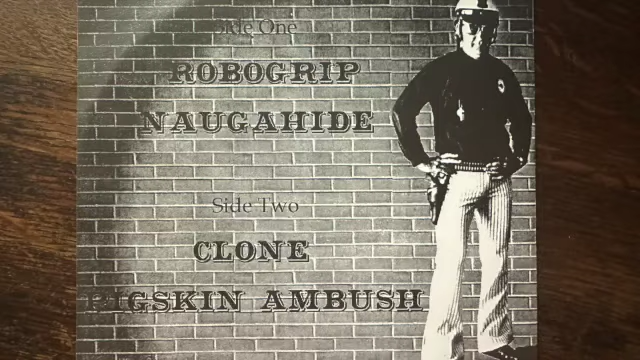 Side One
ROBOGRIP
NAUGAHIDE
Side Two
CLONE
PIGSKIN AMBUSH